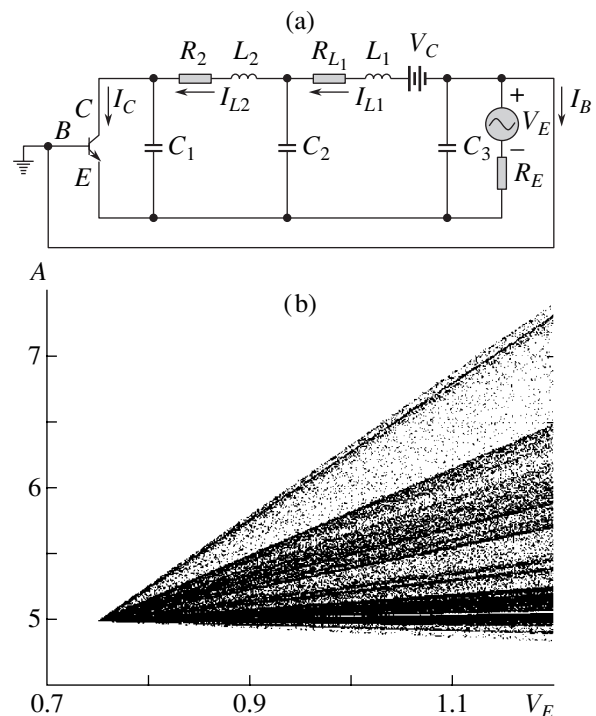 (a)
R2 L2 RL1 L1 VC
IC IL2 IL1 IB
C + VE
B C1 C2 C3
E − RE
A
(b)
7
6
5
0.7 0.9 1.1 VE